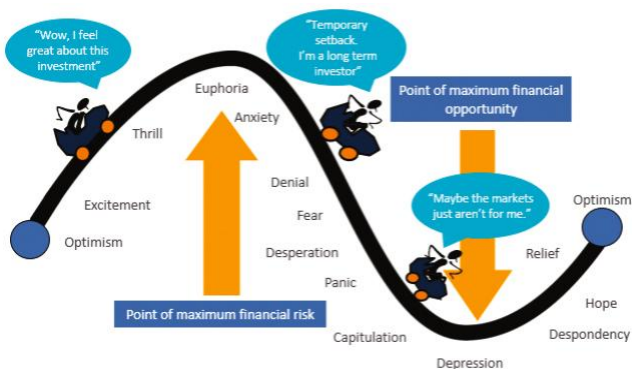 "Wow, I feel
great about this
investment"
"Temporary
setback.
I'm a long term
investor"
Euphoria
Point of maximum financial
opportunity
Thrill
Anxiety
Denial
"Maybe the markets
just aren't for me."
Optimism
Excitement
Fear
Optimism
Desperation
Relief
Panic
Point of maximum financial risk
Hope
Capitulation
Despondency
Depression